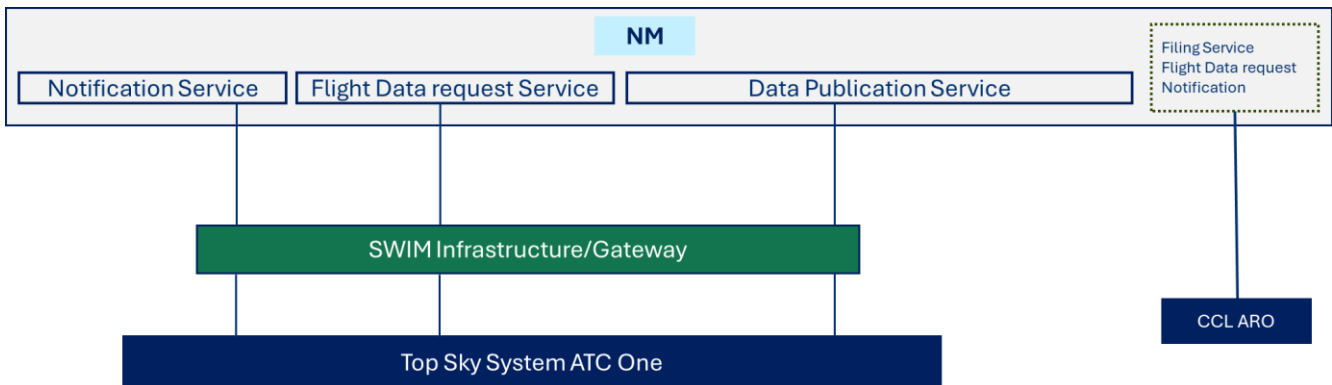 NM
Notification Service
Flight Data request Service
Data Publication Service
Filing Service
Flight Data request
Notification
SWIM Infrastructure/Gateway
CCL ARO
Top Sky System ATC One